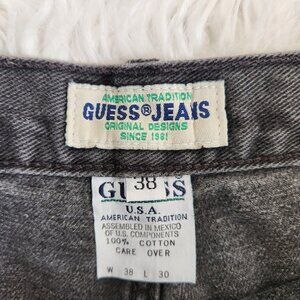 AMERICAN TRADITION
GUESS® JEANS
ORIGINAL DESIGNS
SINCE 1981
38
U.S.A.
AMERICAN TRADITION
ASSEMBLED IN MEXICO
OF U.S. COMPONENTS
100% COTTON
CARE OVER
W 38 L 30